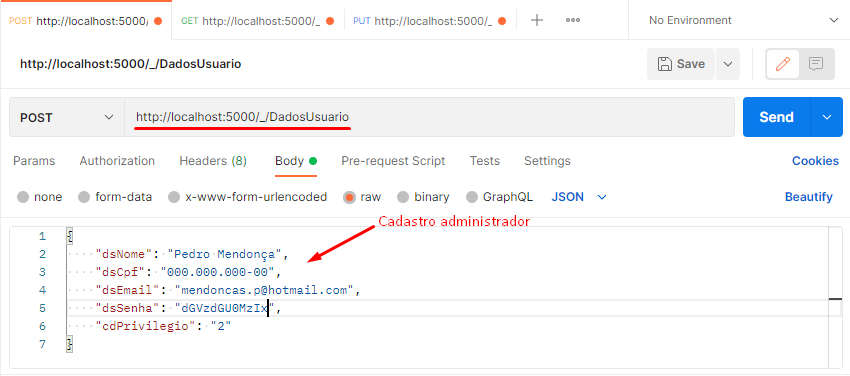 POST http://localhost:5000/_ GET http://localhost:5000/_ PUT http://localhost:5000/_ No Environment
http://localhost:5000/_/DadosUsuario Save
POST http://localhost:5000/_/DadosUsuario Send
Params Authorization Headers (8) Body Pre-request Script Tests Settings Cookies
none form-data x-www-form-urlencoded raw binary GraphQL JSON Beautify
Cadastro administrador
1 {
2 "dsNome": "Pedro Mendonça",
3 "dsCpf": "000.000.000-00",
4 "dsEmail": "mendoncas.p@hotmail.com",
5 "dsSenha": "dGVzdGU0MzIx",
6 "cdPrivilegio": "2"
7 }